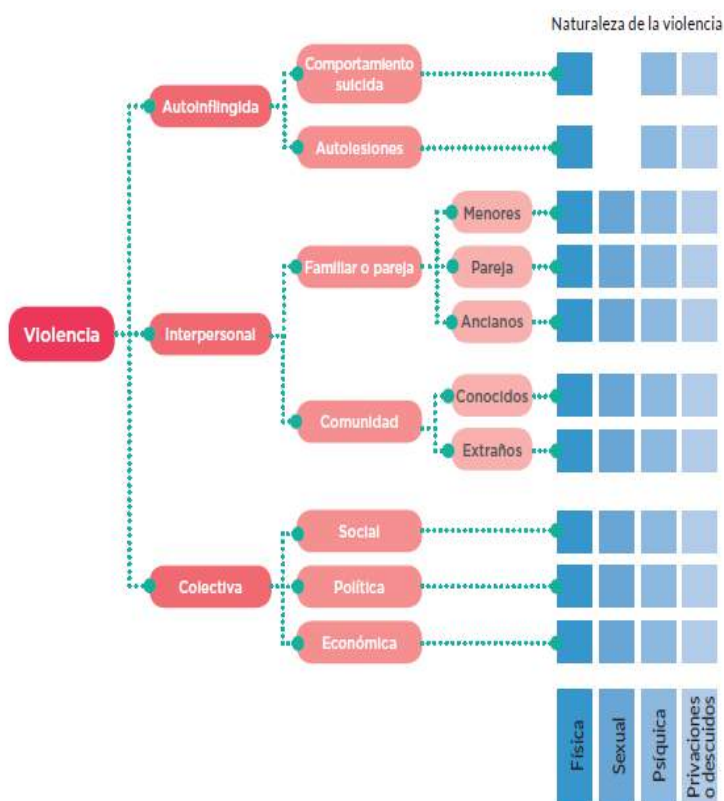 Naturaleza de la violencia
Comportamiento
suicida
Autoinflingida
Autolesiones
Menores
Familiar o pareja
Pareja
Ancianos
Violencia
Interpersonal
Conocidos
Comunidad
Extraños
Social
Colectiva
Política
Económica
Física
Sexual
Psíquica
Privaciones
o descuidos